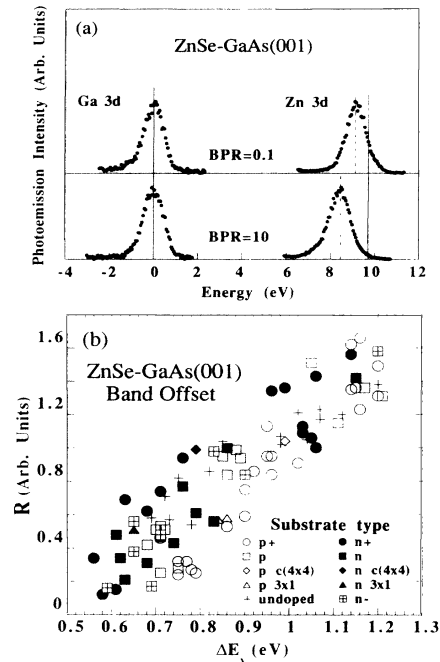 (a)
ZnSe-GaAs(001)
Ga 3d
Zn 3d
BPR=0.1
BPR=10
Photoemission Intensity (Arb. Units)
-4 -2 0 2 4 6 8 10
Energy (eV)
(b)
ZnSe-GaAs(001)
Band Offset
R (Arb. Units)
1.6
1.2
0.8
0.4
0
Substrate type
p+ n+
p n
p c(4x4) n c(4x4)
p 3x1 n 3x1
undoped n-
0.5 0.6 0.7 0.8 0.9 1 1.1 1.2 1.3
ΔE (eV)